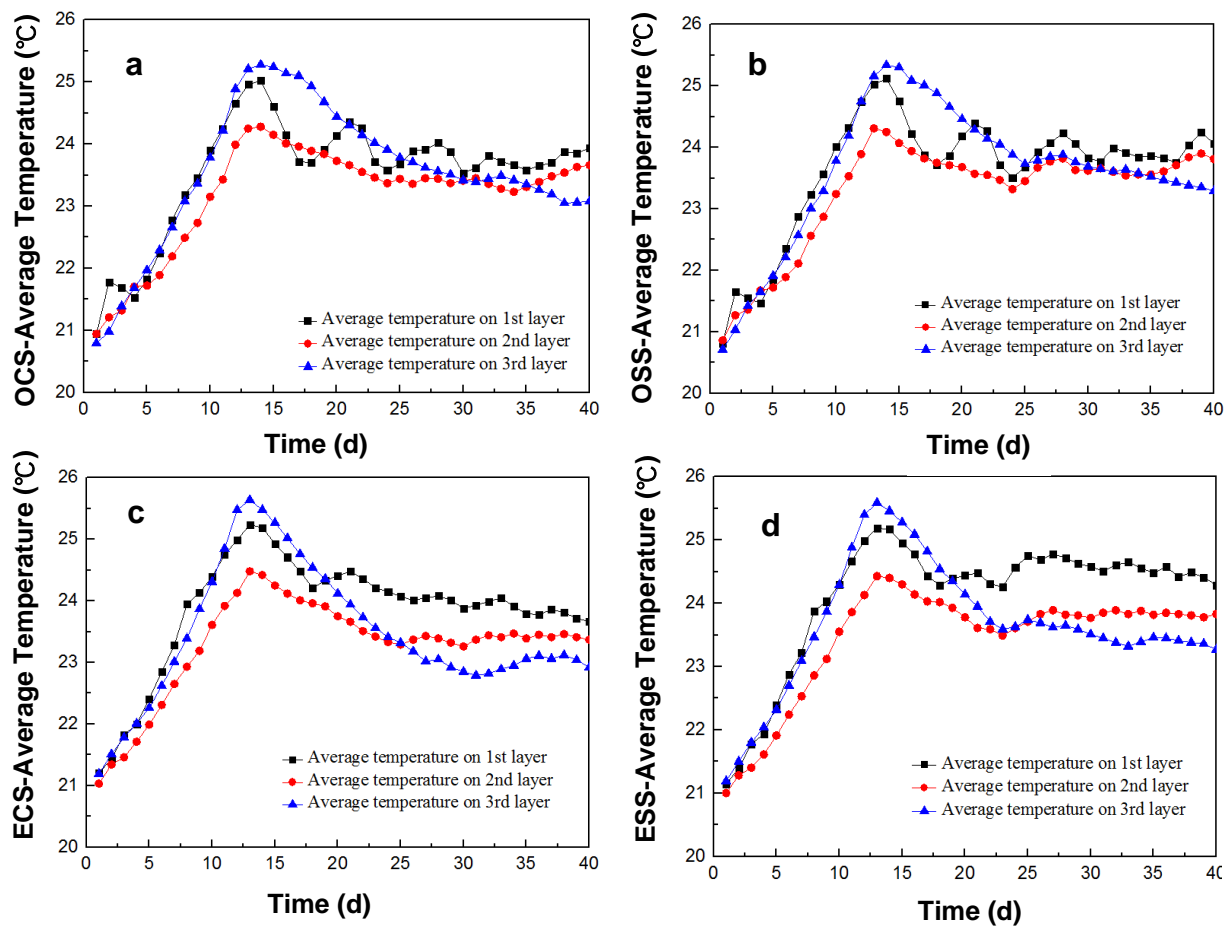 a
OCS-Average Temperature (℃)
26
25
24
23
22
21
20
Average temperature on 1st layer
Average temperature on 2nd layer
Average temperature on 3rd layer
0 5 10 15 20 25 30 35 40
Time (d)
b
OSS-Average Temperature (℃)
26
25
24
23
22
21
20
Average temperature on 1st layer
Average temperature on 2nd layer
Average temperature on 3rd layer
0 5 10 15 20 25 30 35 40
Time (d)
c
ECS-Average Temperature (℃)
26
25
24
23
22
21
20
Average temperature on 1st layer
Average temperature on 2nd layer
Average temperature on 3rd layer
0 5 10 15 20 25 30 35 40
Time (d)
d
ESS-Average Temperature (℃)
26
25
24
23
22
21
20
Average temperature on 1st layer
Average temperature on 2nd layer
Average temperature on 3rd layer
0 5 10 15 20 25 30 35 40
Time (d)